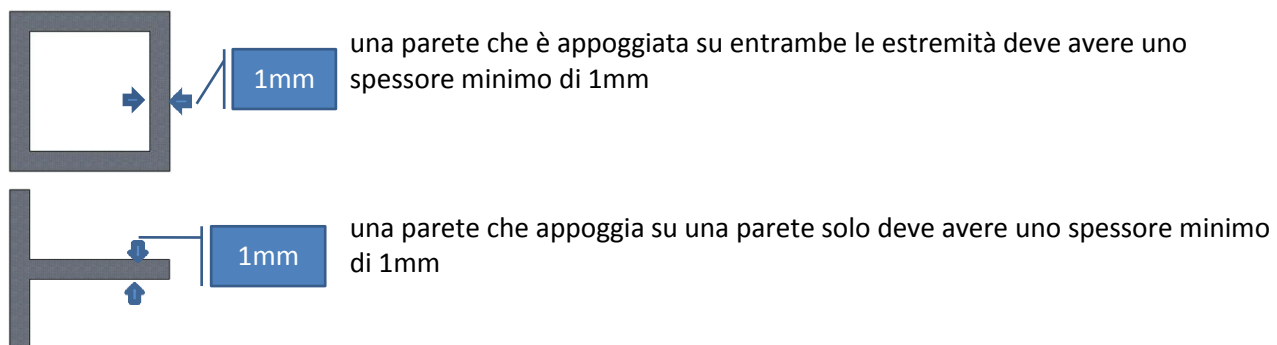 una parete che è appoggiata su entrambe le estremità deve avere uno
1mm
spessore minimo di 1mm
una parete che appoggia su una parete solo deve avere uno spessore minimo
1mm
di 1mm